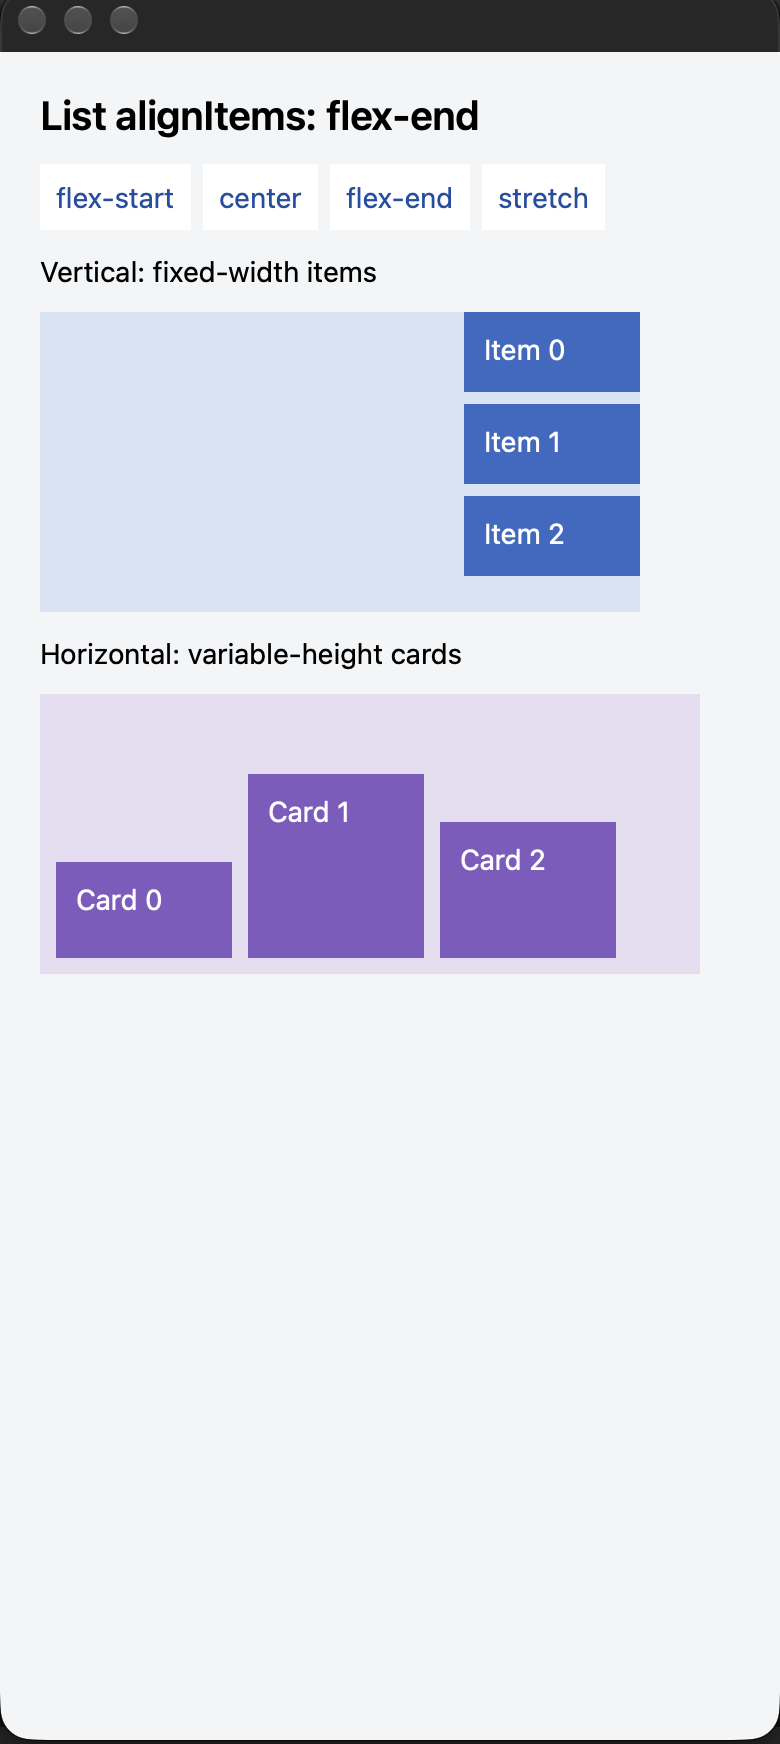 List alignItems: flex-end
flex-start center flex-end stretch
Vertical: fixed-width items
Item 0
Item 1
Item 2
Horizontal: variable-height cards
Card 0
Card 1
Card 2